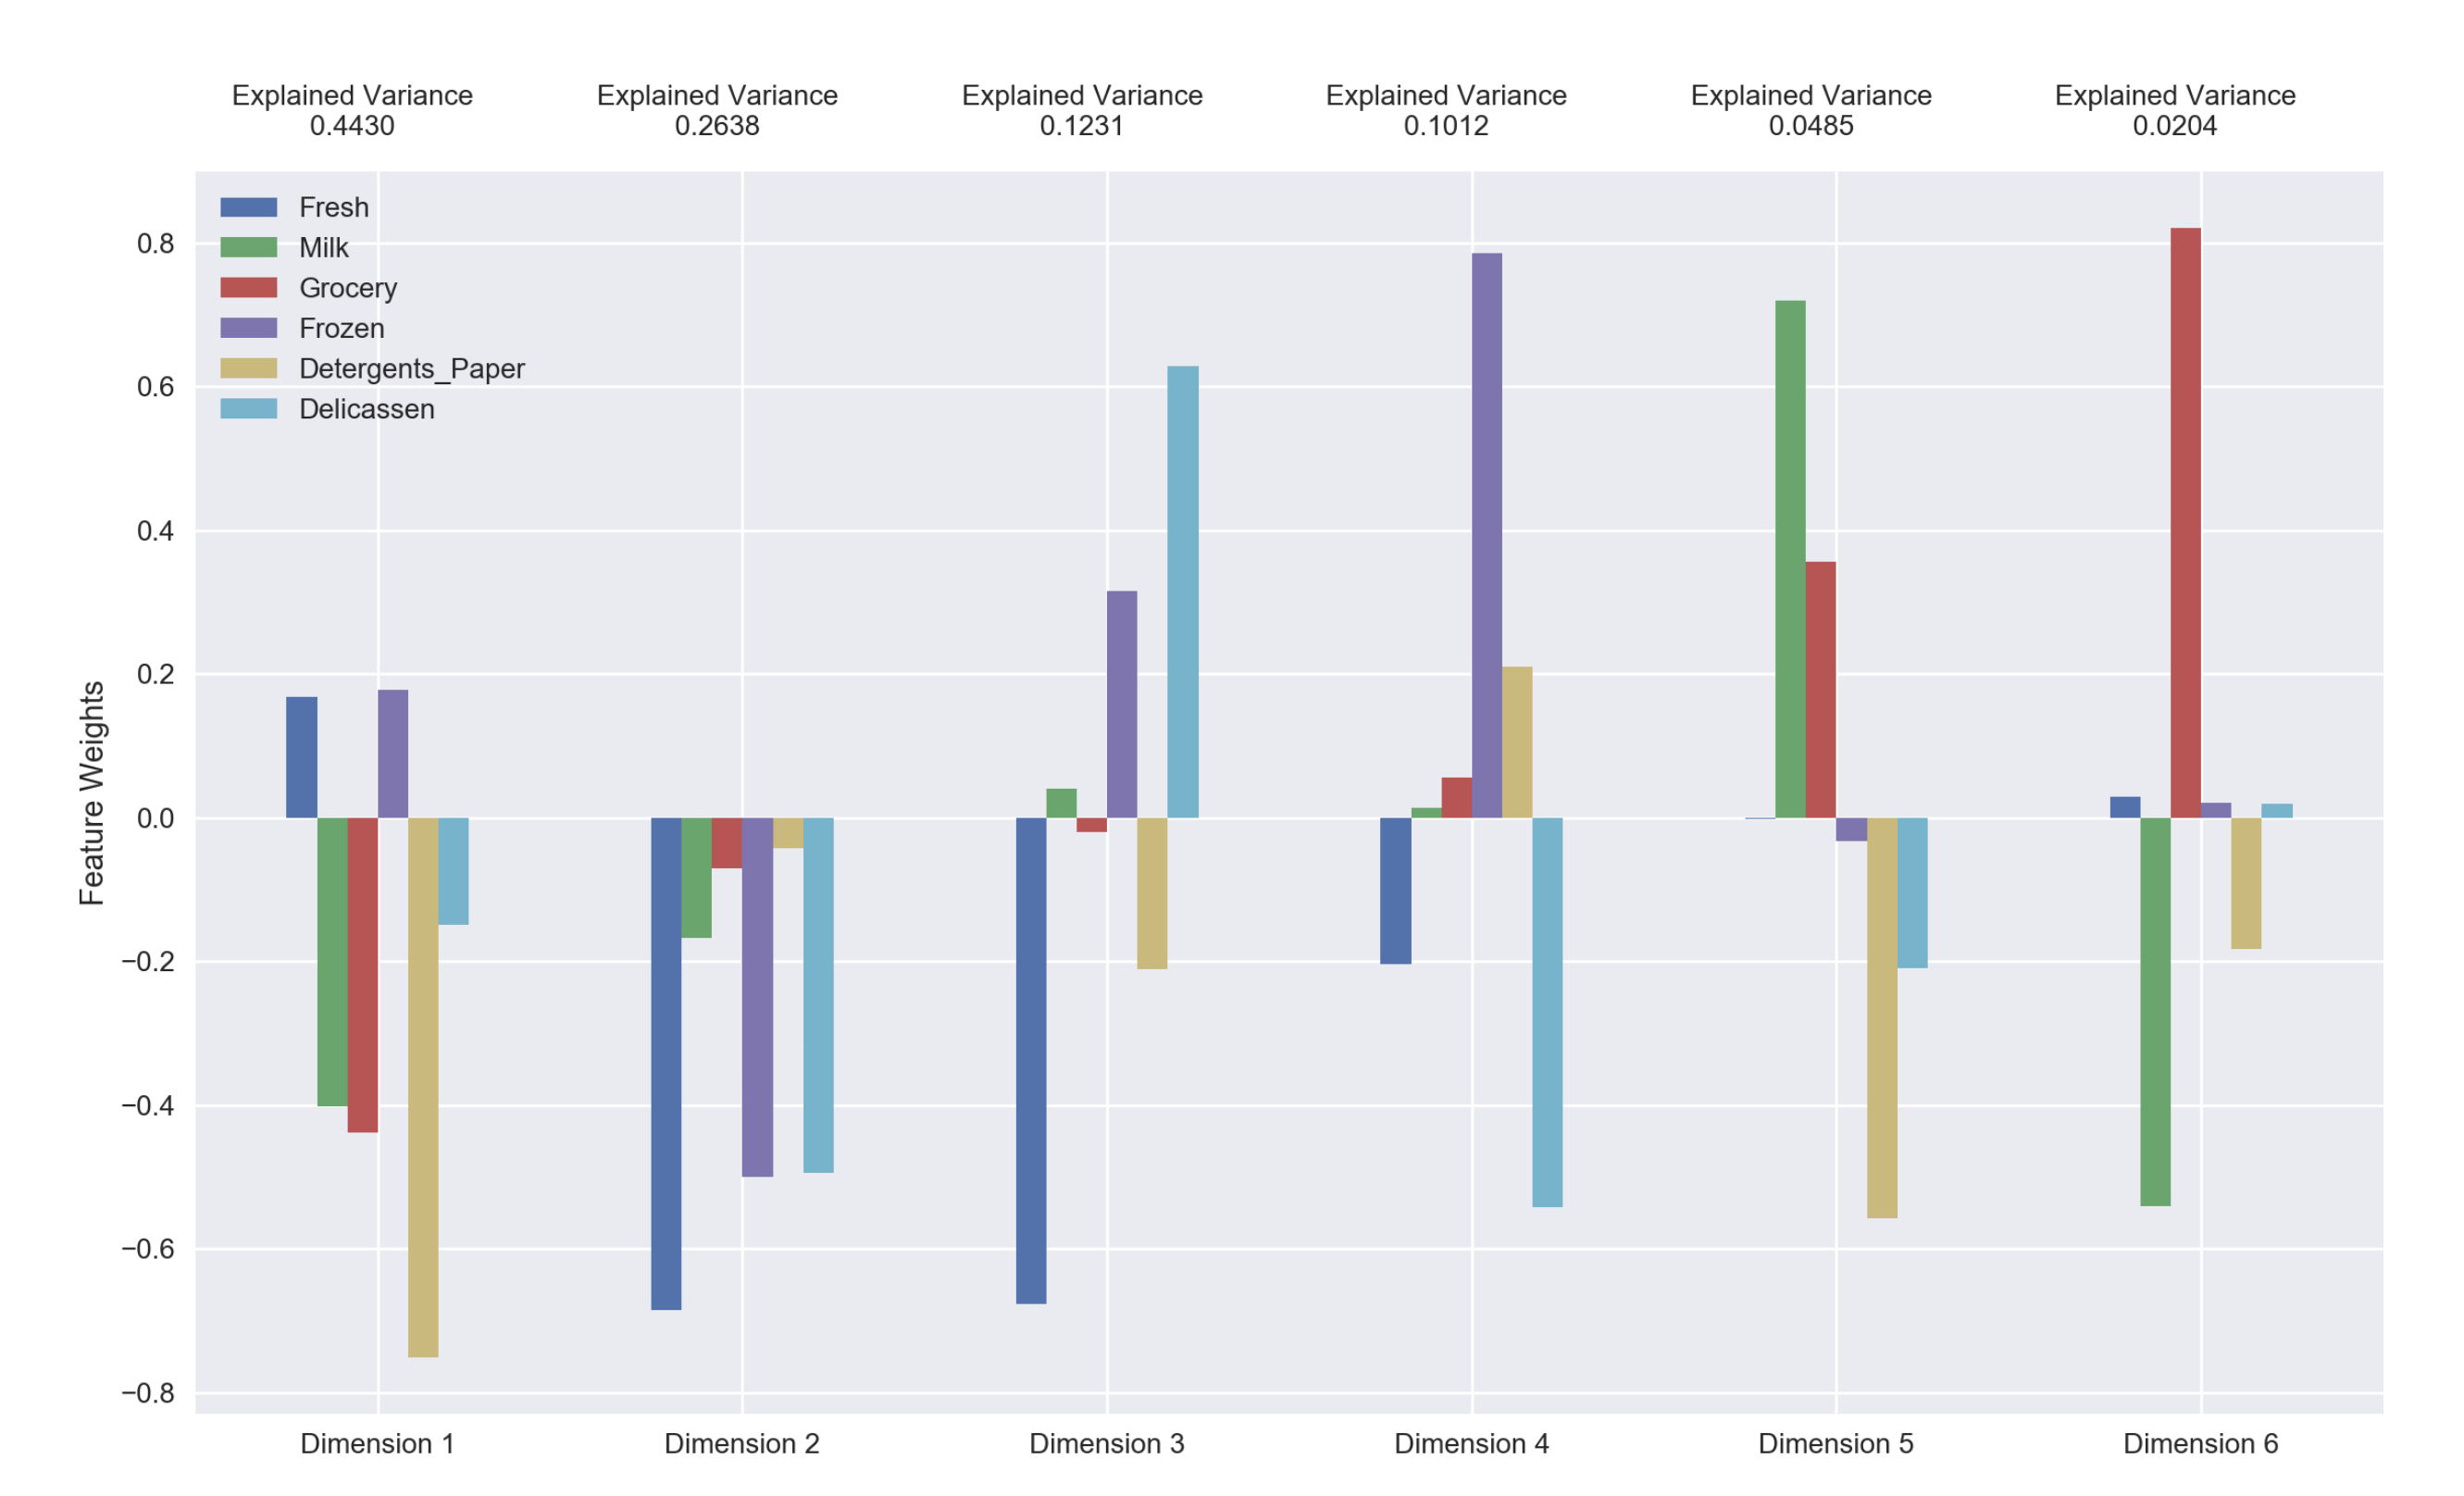 Explained Variance
0.4430
Explained Variance
0.2638
Explained Variance
0.1231
Explained Variance
0.1012
Explained Variance
0.0485
Explained Variance
0.0204
Fresh
Milk
Grocery
Frozen
Detergents_Paper
Delicassen
Feature Weights
0.8
0.6
0.4
0.2
0.0
−0.2
−0.4
−0.6
−0.8
Dimension 1
Dimension 2
Dimension 3
Dimension 4
Dimension 5
Dimension 6